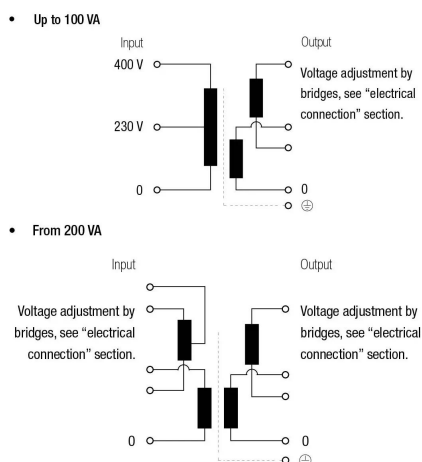 • Up to 100 VA
Input
Output
400 V
Voltage adjustment by
bridges, see “electrical
connection” section.
230 V
0
0
• From 200 VA
Input
Output
Voltage adjustment by
bridges, see “electrical
connection” section.
Voltage adjustment by
bridges, see “electrical
connection” section.
0
0